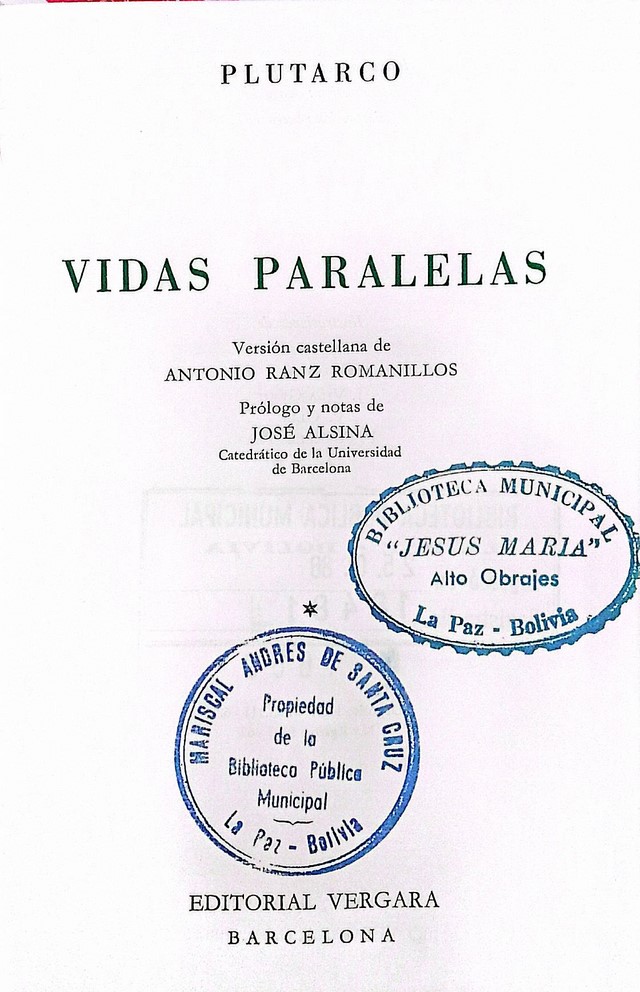 PLUTARCO
VIDAS PARALELAS
Versión castellana de
ANTONIO RANZ ROMANILLOS
Prólogo y notas de
JOSÉ ALSINA
Catedrático de la Universidad
de Barcelona
BIBLIOTECA MUNICIPAL
"JESUS MARIA"
Alto Obrajes
La Paz - Bolivia
MARISCAL ANDRES DE SANTA CRUZ
Propiedad
de la
Biblioteca Pública
Municipal
La Paz - Bolivia
EDITORIAL VERGARA
BARCELONA